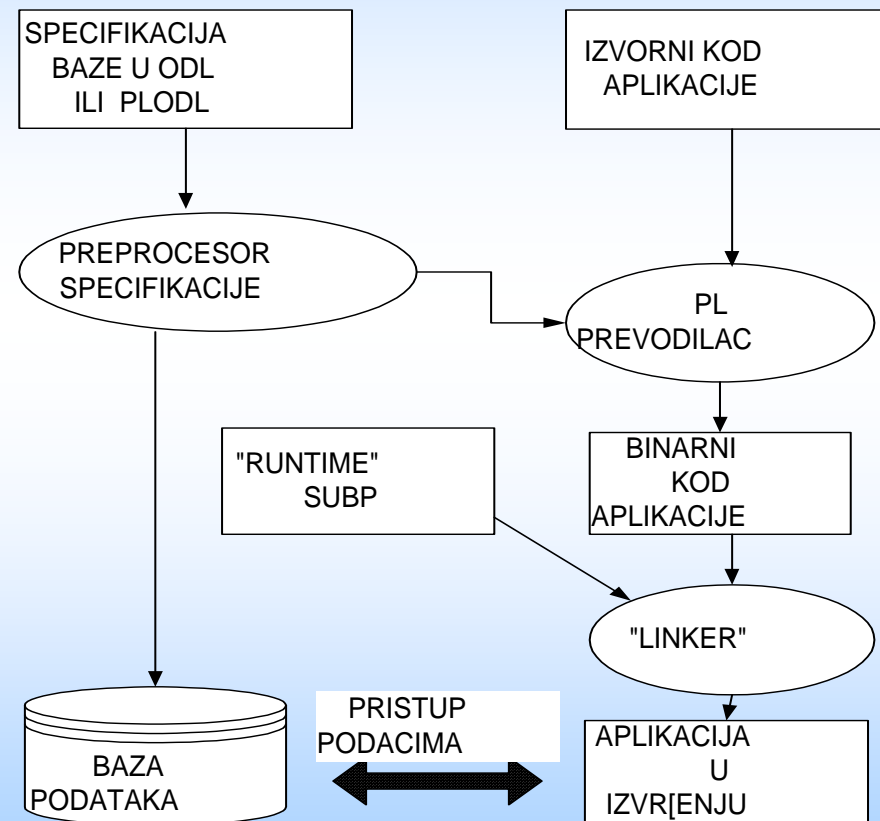 SPECIFIKACIJA
BAZE U ODL
ILI PLODL
IZVORNI KOD
APLIKACIJE
PREPROCESOR
SPECIFIKACIJE
PL
PREVODILAC
"RUNTIME"
SUBP
BINARNI
KOD
APLIKACIJE
"LINKER"
BAZA
PODATAKA
PRISTUP
PODACIMA
APLIKACIJA
U
IZVR[ENJU